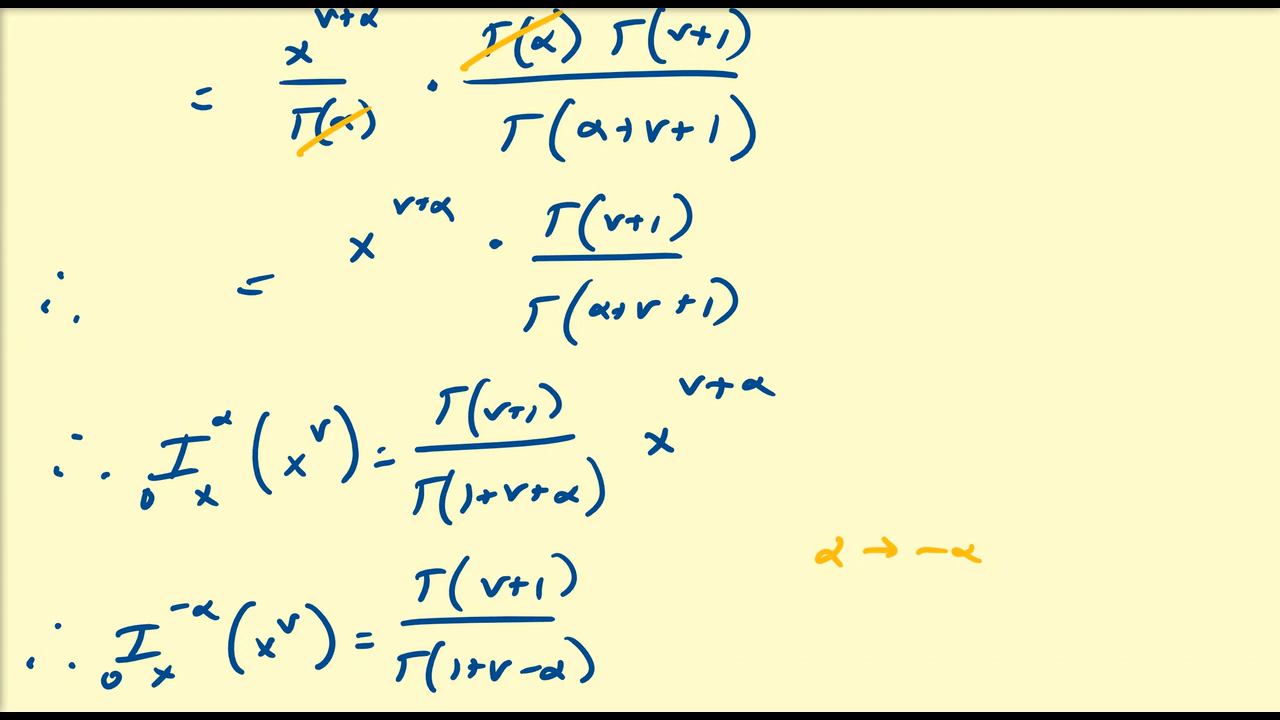 = x^{ν+α} / Γ(α) · Γ(α) Γ(ν+1) / Γ(α+ν+1)
∴ = x^{ν+α} · Γ(ν+1) / Γ(α+ν+1)
∴ ₀I_x^α (x^ν) = Γ(ν+1) / Γ(1+ν+α) x^{ν+α}
α → -α
∴ ₀I_x^{-α} (x^ν) = Γ(ν+1) / Γ(1+ν-α)